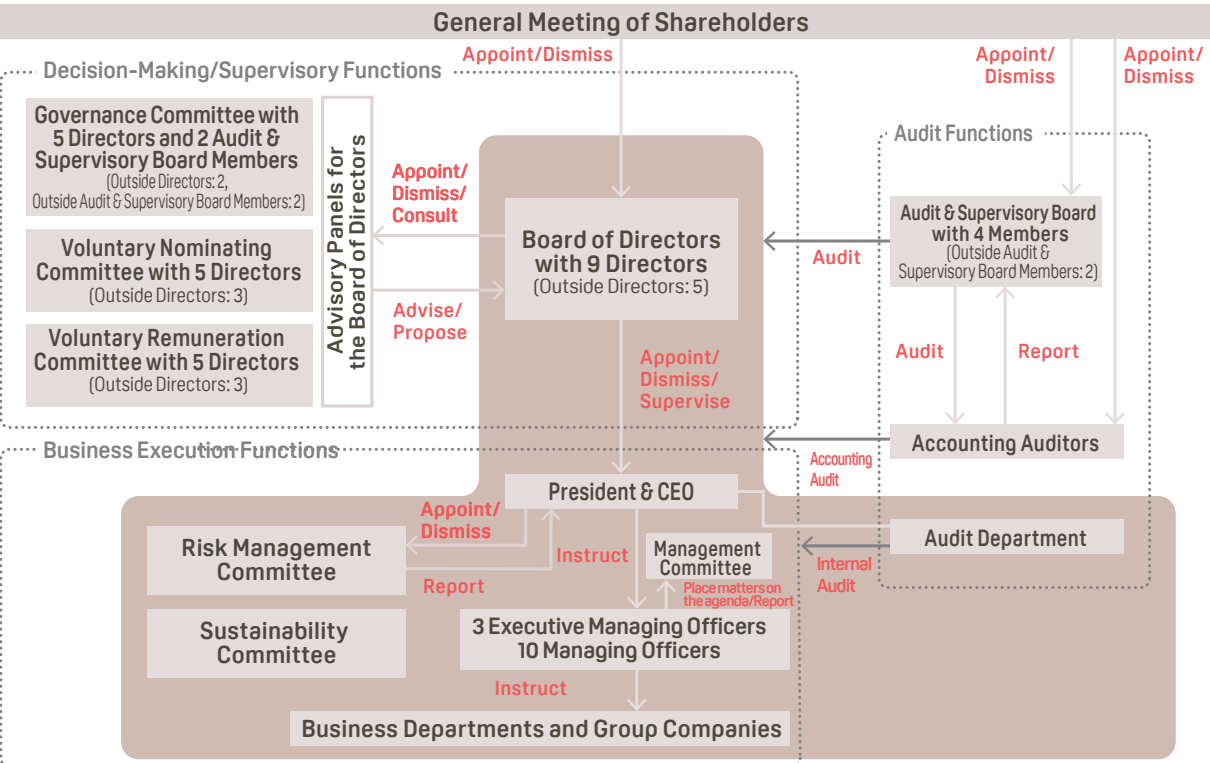 General Meeting of Shareholders
Appoint/Dismiss
Appoint/
Dismiss
Appoint/
Dismiss
Decision-Making/Supervisory Functions
Governance Committee with
5 Directors and 2 Audit &
Supervisory Board Members
(Outside Directors: 2,
Outside Audit & Supervisory Board Members: 2)
Voluntary Nominating
Committee with 5 Directors
(Outside Directors: 3)
Voluntary Remuneration
Committee with 5 Directors
(Outside Directors: 3)
Advisory Panels for
the Board of Directors
Appoint/
Dismiss/
Consult
Advise/
Propose
Board of Directors
with 9 Directors
(Outside Directors: 5)
Appoint/
Dismiss/
Supervise
Audit Functions
Audit & Supervisory Board
with 4 Members
(Outside Audit &
Supervisory Board Members: 2)
Audit
Audit
Report
Accounting Auditors
Accounting
Audit
Audit Department
Internal
Audit
Business Execution Functions
President & CEO
Appoint/
Dismiss
Risk Management
Committee
Report
Instruct
Management
Committee
Place matters on
the agenda/Report
Sustainability
Committee
3 Executive Managing Officers
10 Managing Officers
Instruct
Business Departments and Group Companies